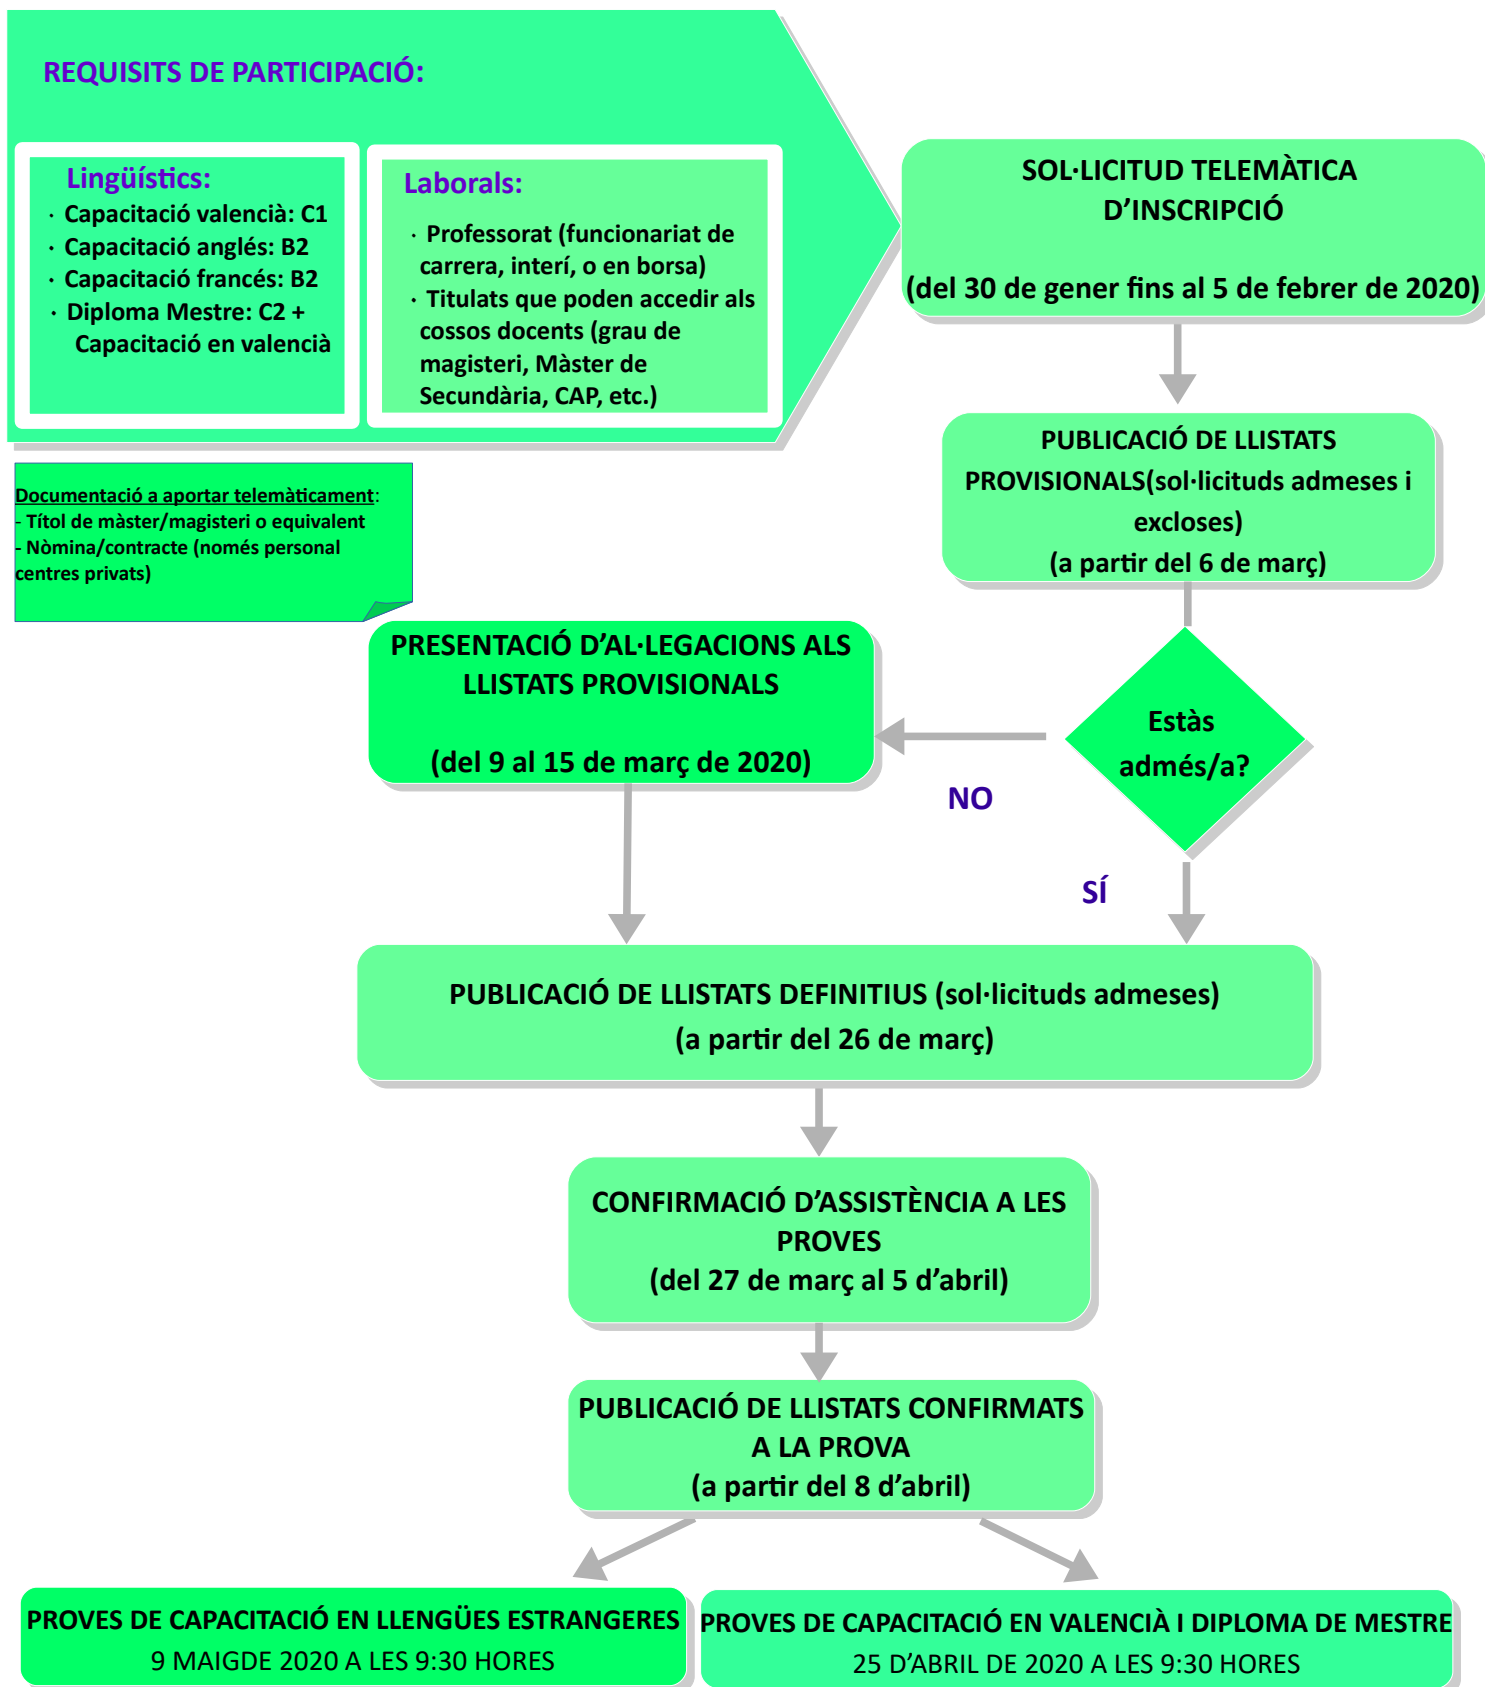 REQUISITS DE PARTICIPACIÓ:
Lingüístics:
· Capacitació valencià: C1
· Capacitació anglés: B2
· Capacitació francés: B2
· Diploma Mestre: C2 +
Capacitació en valencià
Laborals:
· Professorat (funcionariat de
carrera, interí, o en borsa)
· Titulats que poden accedir als
cossos docents (grau de
magisteri, Màster de
Secundària, CAP, etc.)
SOL·LICITUD TELEMÀTICA
D’INSCRIPCIÓ
(del 30 de gener fins al 5 de febrer de 2020)
Documentació a aportar telemàticament:
- Títol de màster/magisteri o equivalent
- Nòmina/contracte (només personal
centres privats)
PUBLICACIÓ DE LLISTATS
PROVISIONALS(sol·licituds admeses i
excloses)
(a partir del 6 de març)
Estàs
admés/a?
NO
SÍ
PRESENTACIÓ D’AL·LEGACIONS ALS
LLISTATS PROVISIONALS
(del 9 al 15 de març de 2020)
PUBLICACIÓ DE LLISTATS DEFINITIUS (sol·licituds admeses)
(a partir del 26 de març)
CONFIRMACIÓ D’ASSISTÈNCIA A LES
PROVES
(del 27 de març al 5 d’abril)
PUBLICACIÓ DE LLISTATS CONFIRMATS
A LA PROVA
(a partir del 8 d’abril)
PROVES DE CAPACITACIÓ EN LLENGÜES ESTRANGERES
9 MAIGDE 2020 A LES 9:30 HORES
PROVES DE CAPACITACIÓ EN VALENCIÀ I DIPLOMA DE MESTRE
25 D’ABRIL DE 2020 A LES 9:30 HORES